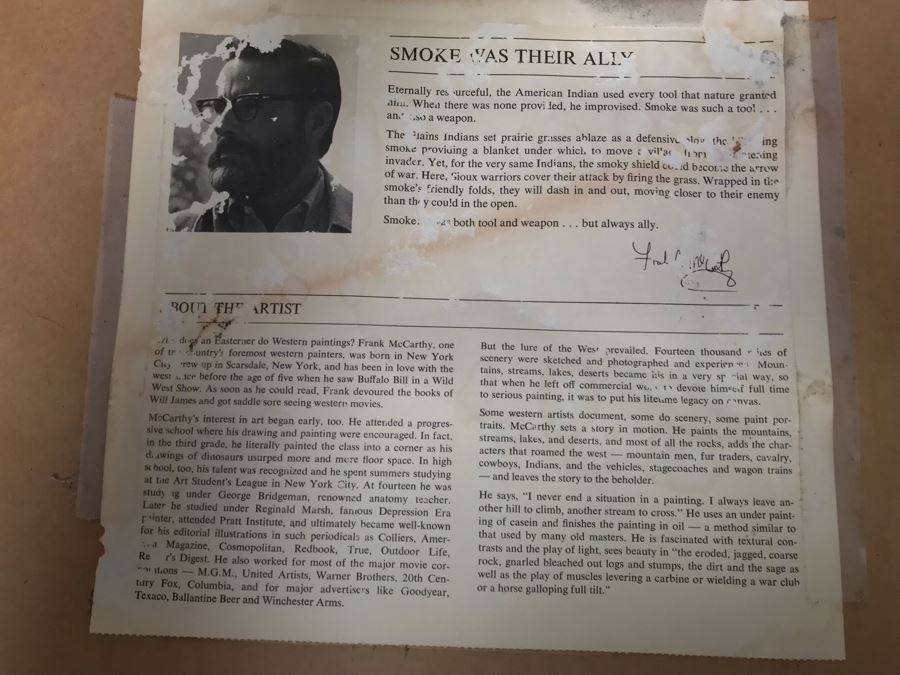 SMOKE WAS THEIR ALLY
Eternally resourceful, the American Indian used every tool that nature granted
him. When there was none provided, he improvised. Smoke was such a tool . . .
and also a weapon.
The Plains Indians set prairie grasses ablaze as a defensive ploy, the ing
smoke providing a blanket under which to move a village from ening
invader. Yet, for the very same Indians, the smoky shield could become the arrow
of war. Here, Sioux warriors cover their attack by firing the grass. Wrapped in the
smoke's friendly folds, they will dash in and out, moving closer to their enemy
than they could in the open.
Smoke. was both tool and weapon . . . but always ally.
Frank McCarthy
ABOUT THE ARTIST
does an Easterner do Western paintings? Frank McCarthy, one
of the country's foremost western painters, was born in New York
City, grew up in Scarsdale, New York, and has been in love with the
west since before the age of five when he saw Buffalo Bill in a Wild
West Show. As soon as he could read, Frank devoured the books of
Will James and got saddle sore seeing western movies.
McCarthy's interest in art began early, too. He attended a progres-
sive school where his drawing and painting were encouraged. In fact,
in the third grade, he literally painted the class into a corner as his
drawings of dinosaurs usurped more and more floor space. In high
school, too, his talent was recognized and he spent summers studying
at the Art Student's League in New York City. At fourteen he was
studying under George Bridgeman, renowned anatomy teacher.
Later he studied under Reginald Marsh, famous Depression Era
painter, attended Pratt Institute, and ultimately became well-known
for his editorial illustrations in such periodicals as Colliers, Amer-
ican Magazine, Cosmopolitan, Redbook, True, Outdoor Life,
Reader's Digest. He also worked for most of the major movie cor-
porations — M.G.M., United Artists, Warner Brothers, 20th Cen-
tury Fox, Columbia, and for major advertisers like Goodyear,
Texaco, Ballantine Beer and Winchester Arms.
But the lure of the West prevailed. Fourteen thousand miles of
scenery were sketched and photographed and experienced. Moun-
tains, streams, lakes, deserts became his in a very special way, so
that when he left off commercial work to devote himself full time
to serious painting, it was to put his lifetime legacy on canvas.
Some western artists document, some do scenery, some paint por-
traits. McCarthy sets a story in motion. He paints the mountains,
streams, lakes, and deserts, and most of all the rocks, adds the char-
acters that roamed the west — mountain men, fur traders, cavalry,
cowboys, Indians, and the vehicles, stagecoaches and wagon trains
— and leaves the story to the beholder.
He says, "I never end a situation in a painting. I always leave an-
other hill to climb, another stream to cross." He uses an under paint-
ing of casein and finishes the painting in oil — a method similar to
that used by many old masters. He is fascinated with textural con-
trasts and the play of light, sees beauty in "the eroded, jagged, coarse
rock, gnarled bleached out logs and stumps, the dirt and the sage as
well as the play of muscles levering a carbine or wielding a war club
or a horse galloping full tilt."